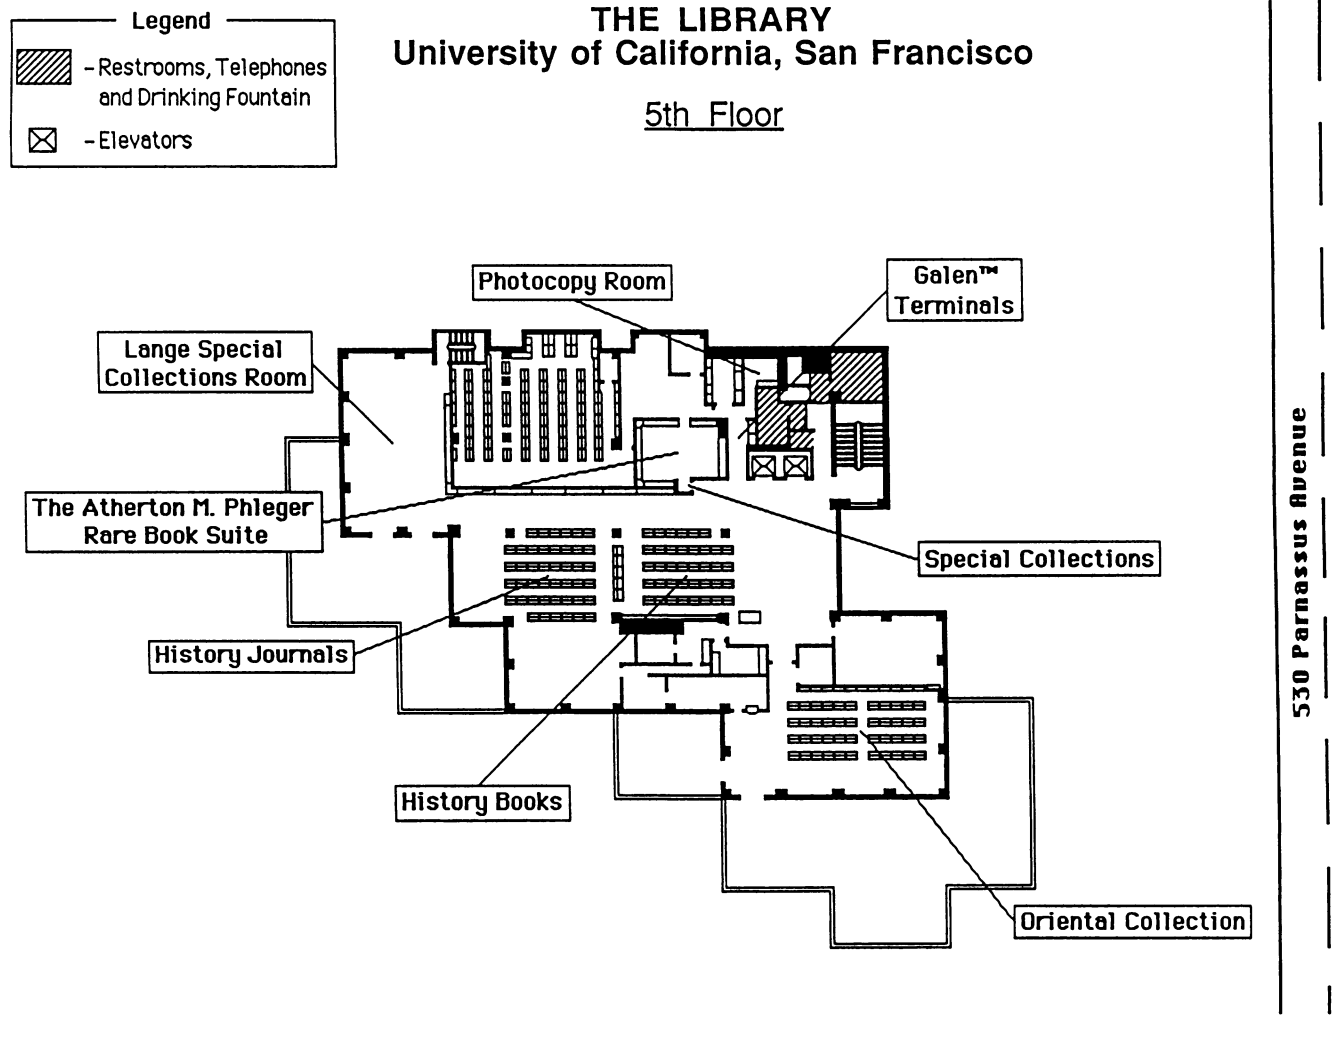 Legend
- Restrooms, Telephones
and Drinking Fountain
- Elevators
THE LIBRARY
University of California, San Francisco
5th Floor
Photocopy Room
Galen™
Terminals
Lange Special
Collections Room
The Atherton M. Phleger
Rare Book Suite
Special Collections
History Journals
History Books
Oriental Collection
530 Parnassus Avenue